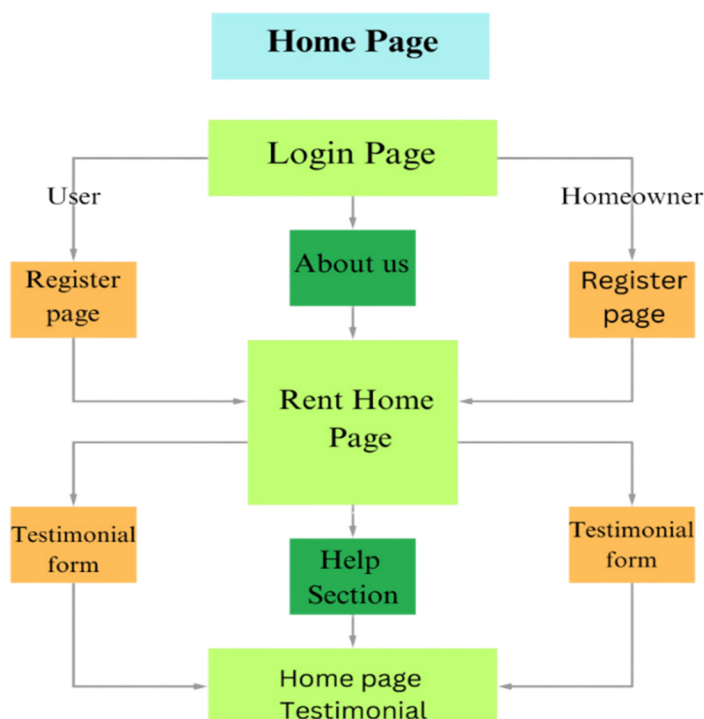 Home Page
Login Page
User
Homeowner
About us
Register
page
Register
page
Rent Home
Page
Testimonial
form
Testimonial
form
Help
Section
Home page
Testimonial